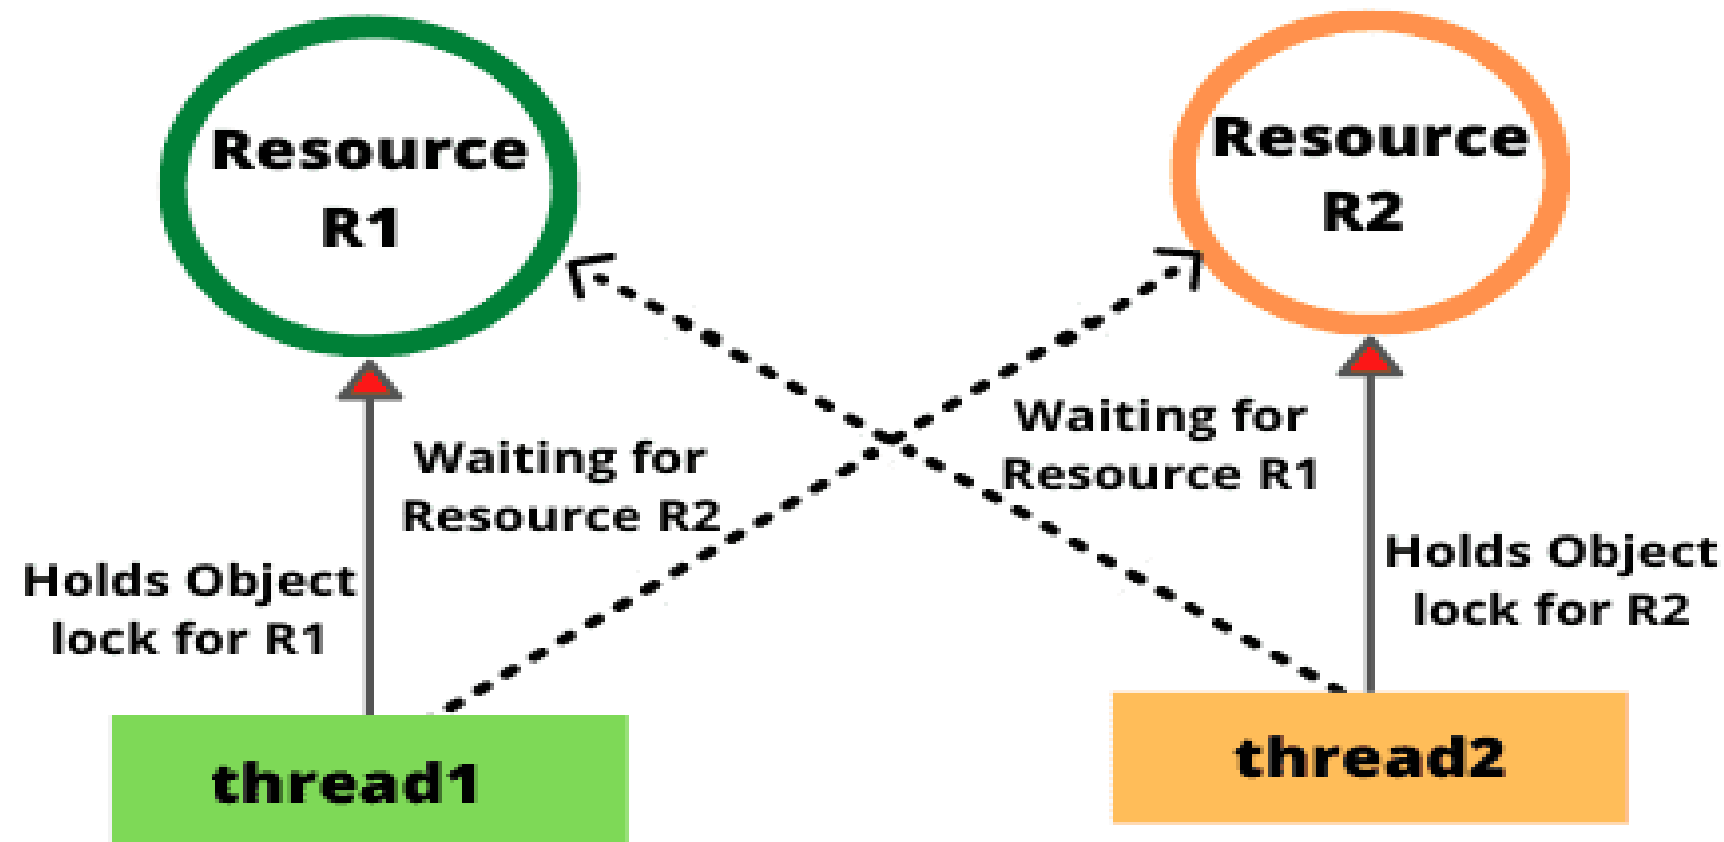 Resource
R1
Resource
R2
Waiting for
Resource R2
Waiting for
Resource R1
Holds Object
lock for R1
Holds Object
lock for R2
thread1
thread2